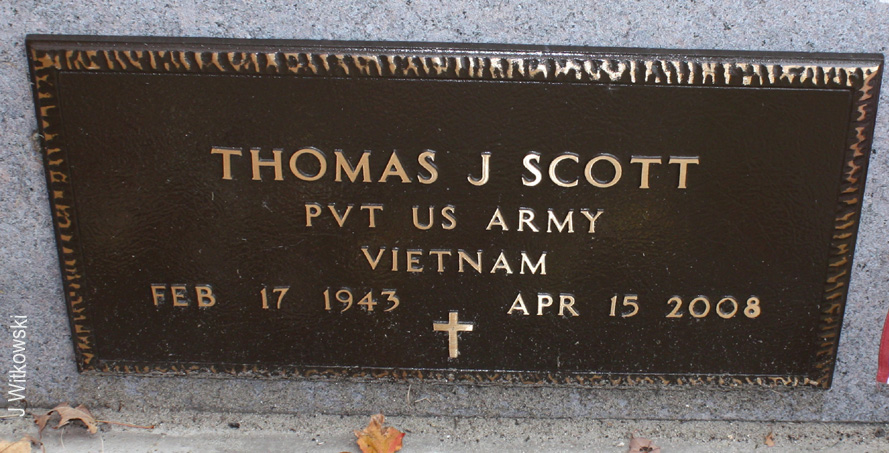 THOMAS J SCOTT
PVT US ARMY
VIETNAM
FEB 17 1943 APR 15 2008
J Witkowski